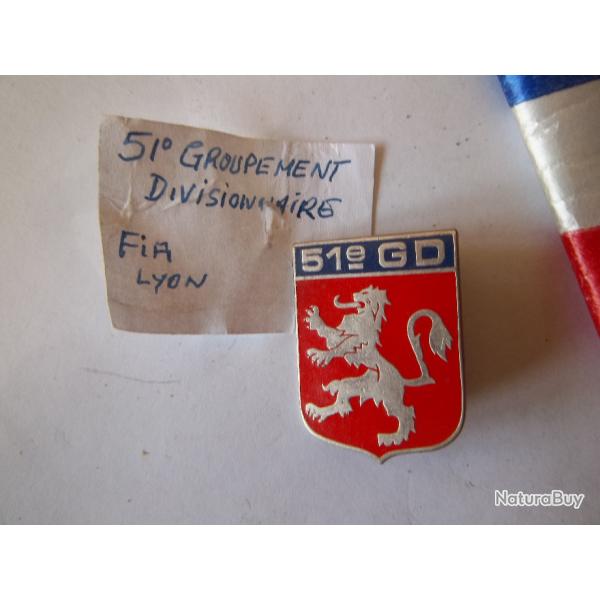 51° GROUPEMENT
DIVISIONNAIRE
FiA
LYON
51e GD
NaturaBuy